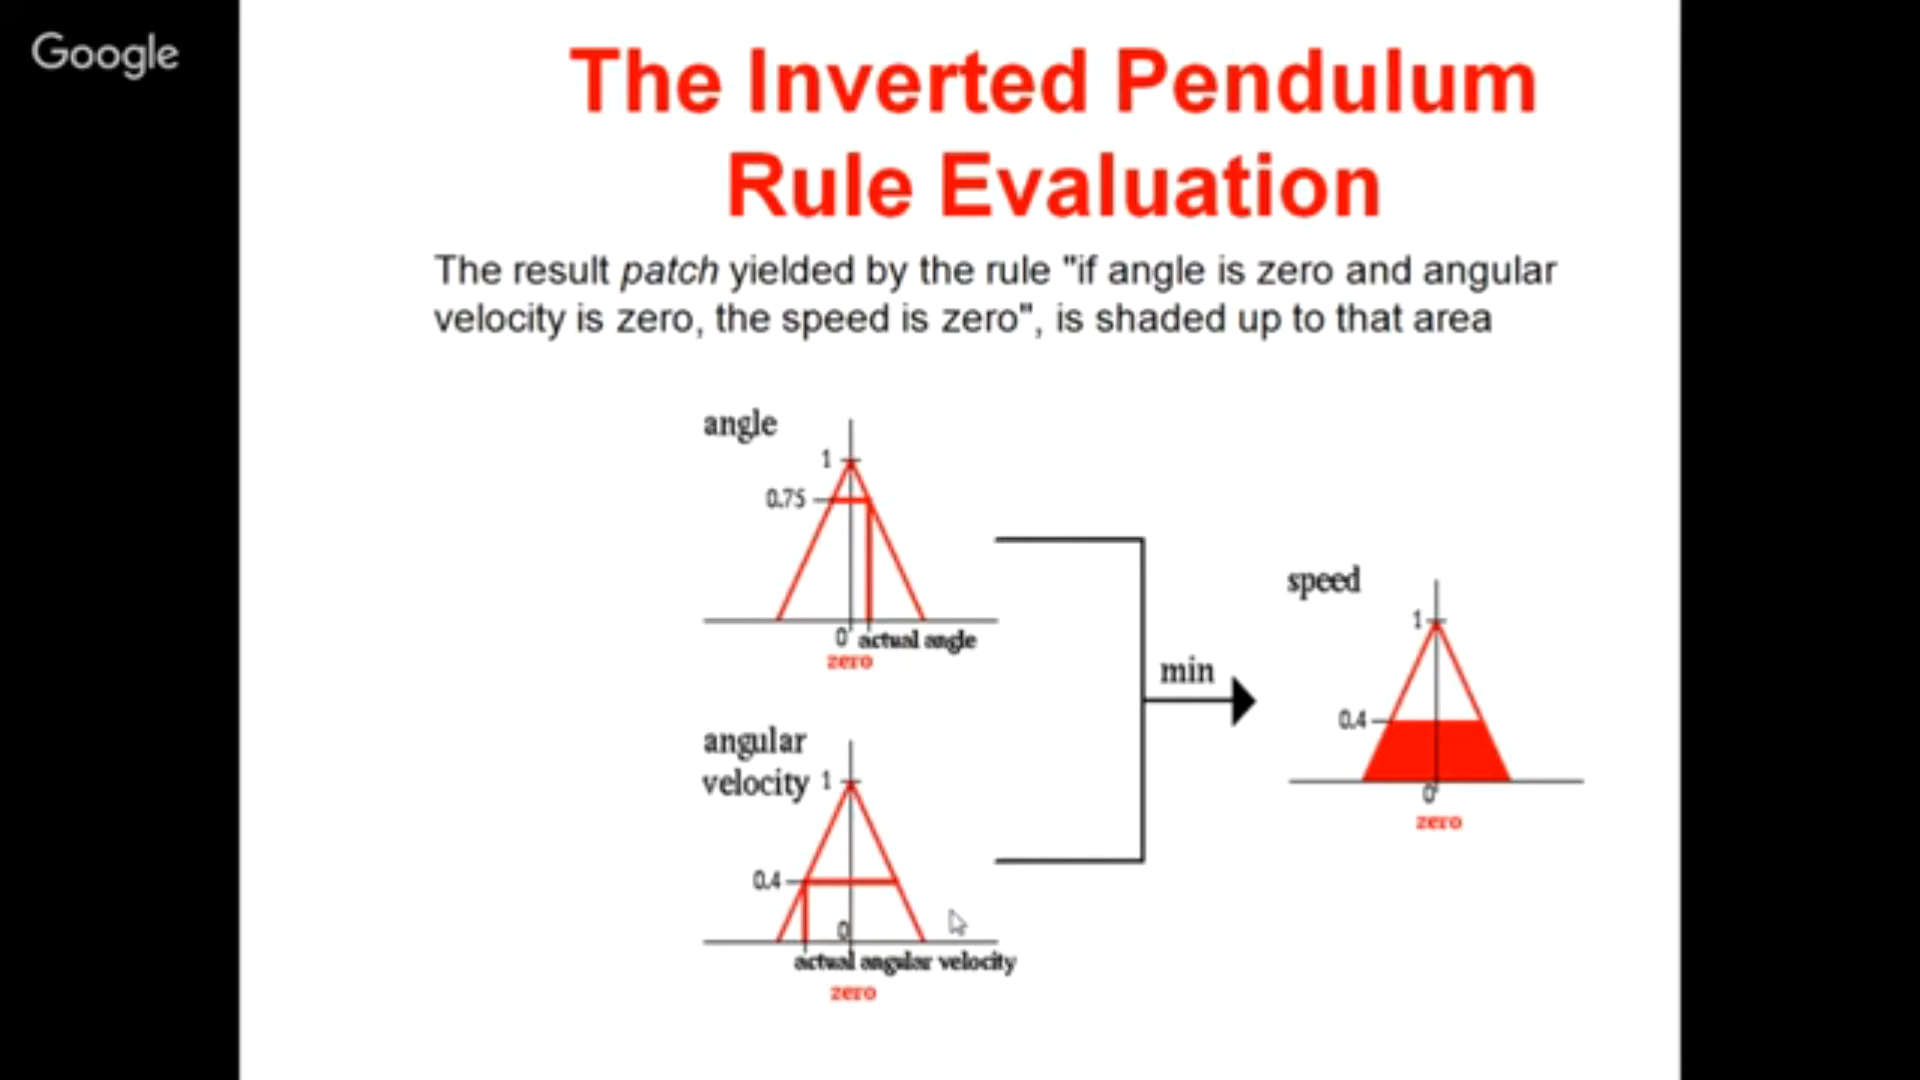 Google
The Inverted Pendulum
Rule Evaluation
The result patch yielded by the rule "if angle is zero and angular
velocity is zero, the speed is zero", is shaded up to that area
angle
1
0.75
0 actual angle
zero
min
speed
1
0.4
0
zero
angular
velocity 1
0.4
0
actual angular velocity
zero